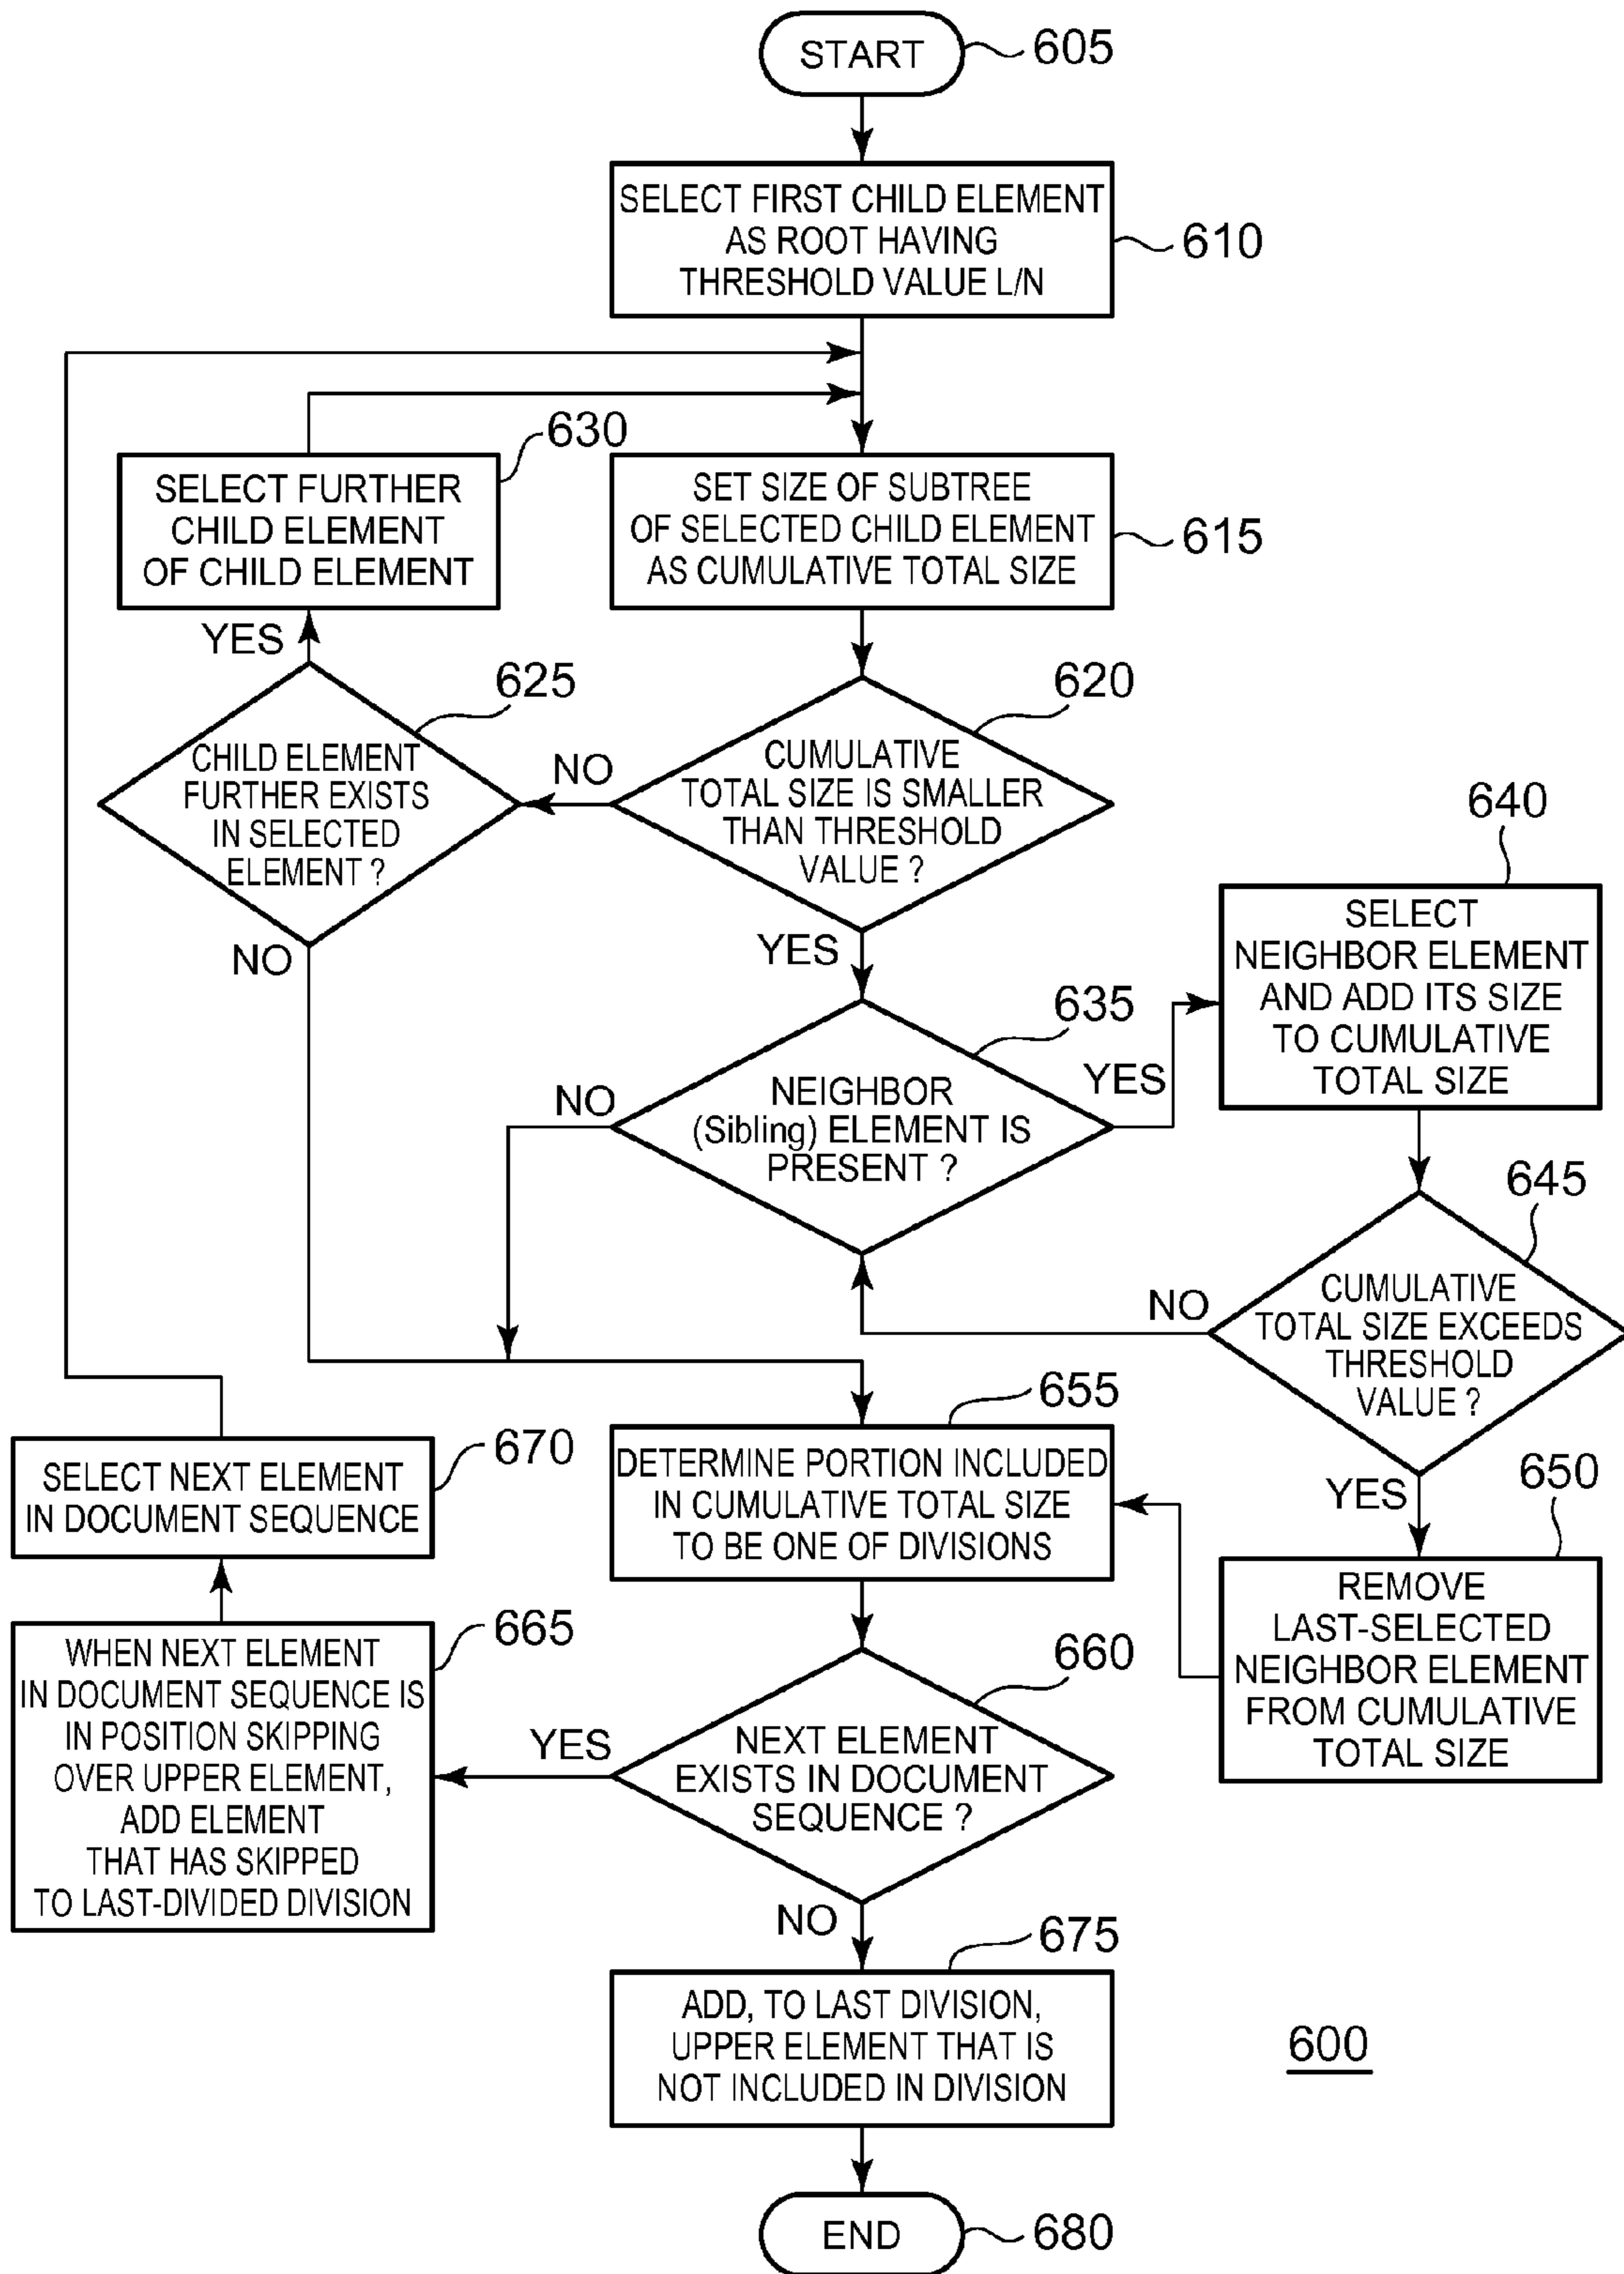 START
605
SELECT FIRST CHILD ELEMENT
AS ROOT HAVING
THRESHOLD VALUE L/N
610
630
SELECT FURTHER
CHILD ELEMENT
OF CHILD ELEMENT
SET SIZE OF SUBTREE
OF SELECTED CHILD ELEMENT
AS CUMULATIVE TOTAL SIZE
615
YES
625
CHILD ELEMENT
FURTHER EXISTS
IN SELECTED
ELEMENT ?
NO
NO
620
CUMULATIVE
TOTAL SIZE IS SMALLER
THAN THRESHOLD
VALUE ?
YES
635
NEIGHBOR
(Sibling) ELEMENT IS
PRESENT ?
NO
YES
640
SELECT
NEIGHBOR ELEMENT
AND ADD ITS SIZE
TO CUMULATIVE
TOTAL SIZE
645
CUMULATIVE
TOTAL SIZE EXCEEDS
THRESHOLD
VALUE ?
NO
YES
650
REMOVE
LAST-SELECTED
NEIGHBOR ELEMENT
FROM CUMULATIVE
TOTAL SIZE
655
DETERMINE PORTION INCLUDED
IN CUMULATIVE TOTAL SIZE
TO BE ONE OF DIVISIONS
670
SELECT NEXT ELEMENT
IN DOCUMENT SEQUENCE
665
WHEN NEXT ELEMENT
IN DOCUMENT SEQUENCE IS
IN POSITION SKIPPING
OVER UPPER ELEMENT,
ADD ELEMENT
THAT HAS SKIPPED
TO LAST-DIVIDED DIVISION
YES
660
NEXT ELEMENT
EXISTS IN DOCUMENT
SEQUENCE ?
NO
675
ADD, TO LAST DIVISION,
UPPER ELEMENT THAT IS
NOT INCLUDED IN DIVISION
600
END
680